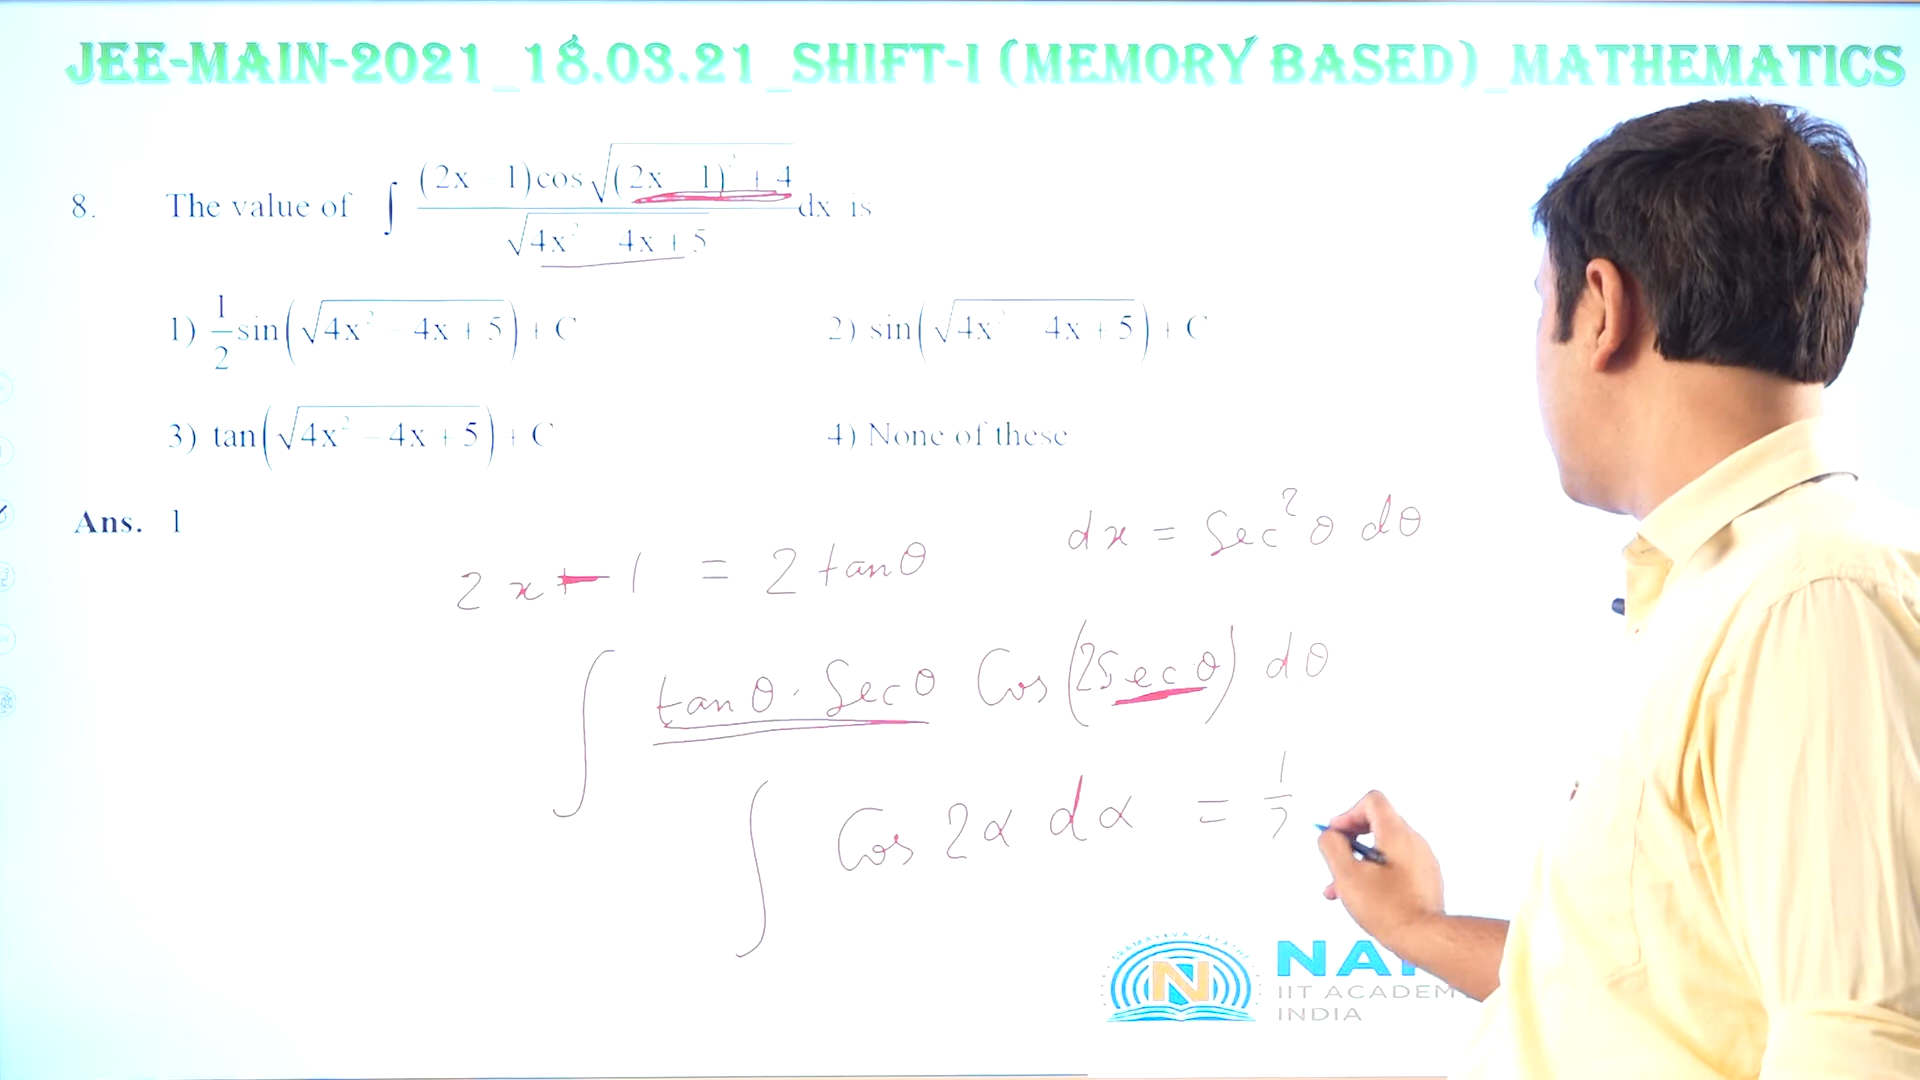 JEE-MAIN-2021_18.03.21_SHIFT-I (MEMORY BASED)_MATHEMATICS
8. The value of ∫ (2x − 1)cos√((2x − 1)² + 4) / √(4x² − 4x + 5) dx is
1) 1/2 sin(√(4x² − 4x + 5)) + C 2) sin(√(4x² − 4x + 5)) + C
3) tan(√(4x² − 4x + 5)) + C 4) None of these
Ans. 1
2x − 1 = 2 tanθ dx = Sec²θ dθ
∫ tanθ · Secθ Cos(2Secθ) dθ
∫ Cos 2α dα = 1/2
N
IIT ACADEM
INDIA